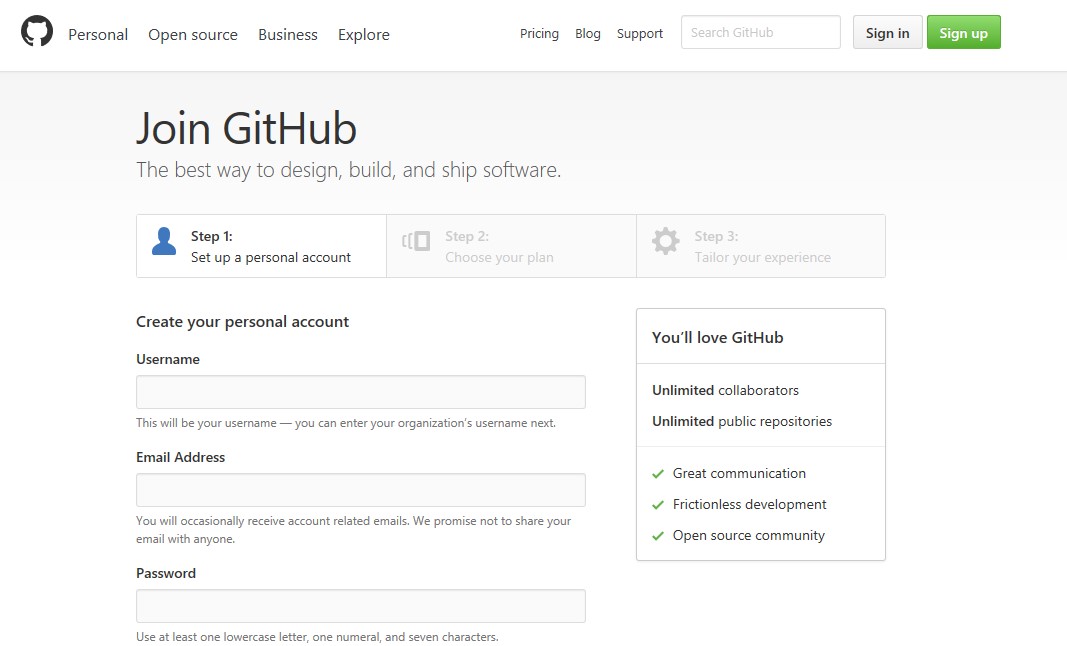 Personal Open source Business Explore Pricing Blog Support Search GitHub Sign in Sign up
Join GitHub
The best way to design, build, and ship software.
Step 1:
Set up a personal account
Step 2:
Choose your plan
Step 3:
Tailor your experience
Create your personal account
Username
This will be your username — you can enter your organization's username next.
Email Address
You will occasionally receive account related emails. We promise not to share your
email with anyone.
Password
Use at least one lowercase letter, one numeral, and seven characters.
You'll love GitHub
Unlimited collaborators
Unlimited public repositories
Great communication
Frictionless development
Open source community